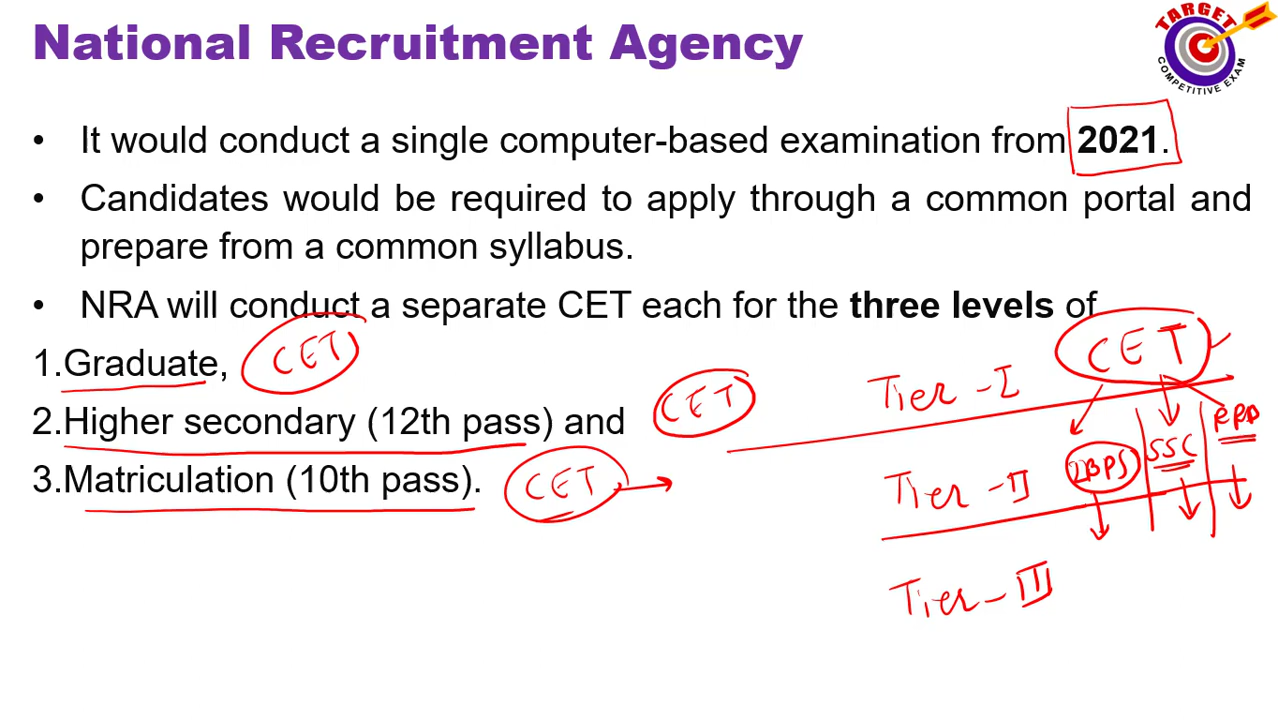 National Recruitment Agency
TARGET
COMPETITIVE EXAM
• It would conduct a single computer-based examination from 2021.
• Candidates would be required to apply through a common portal and
prepare from a common syllabus.
• NRA will conduct a separate CET each for the three levels of
1.Graduate, CET
CET
2.Higher secondary (12th pass) and CET
Tier - I
3.Matriculation (10th pass). CET
Tier - II IBPS SSC
Tier - III